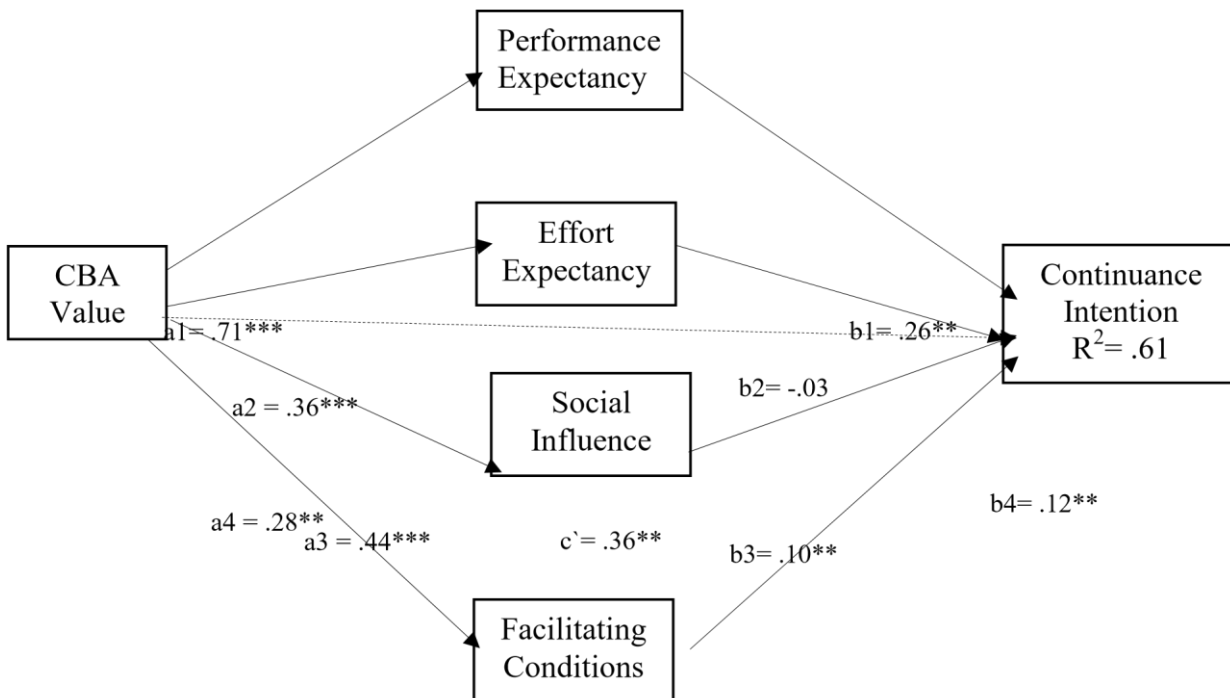 Performance
Expectancy
Effort
Expectancy
CBA
Value
Continuance
Intention
R²= .61
a1= .71***
b1= .26**
a2 = .36***
b2= -.03
Social
Influence
a4 = .28**
a3 = .44***
c`= .36**
b3= .10**
b4= .12**
Facilitating
Conditions